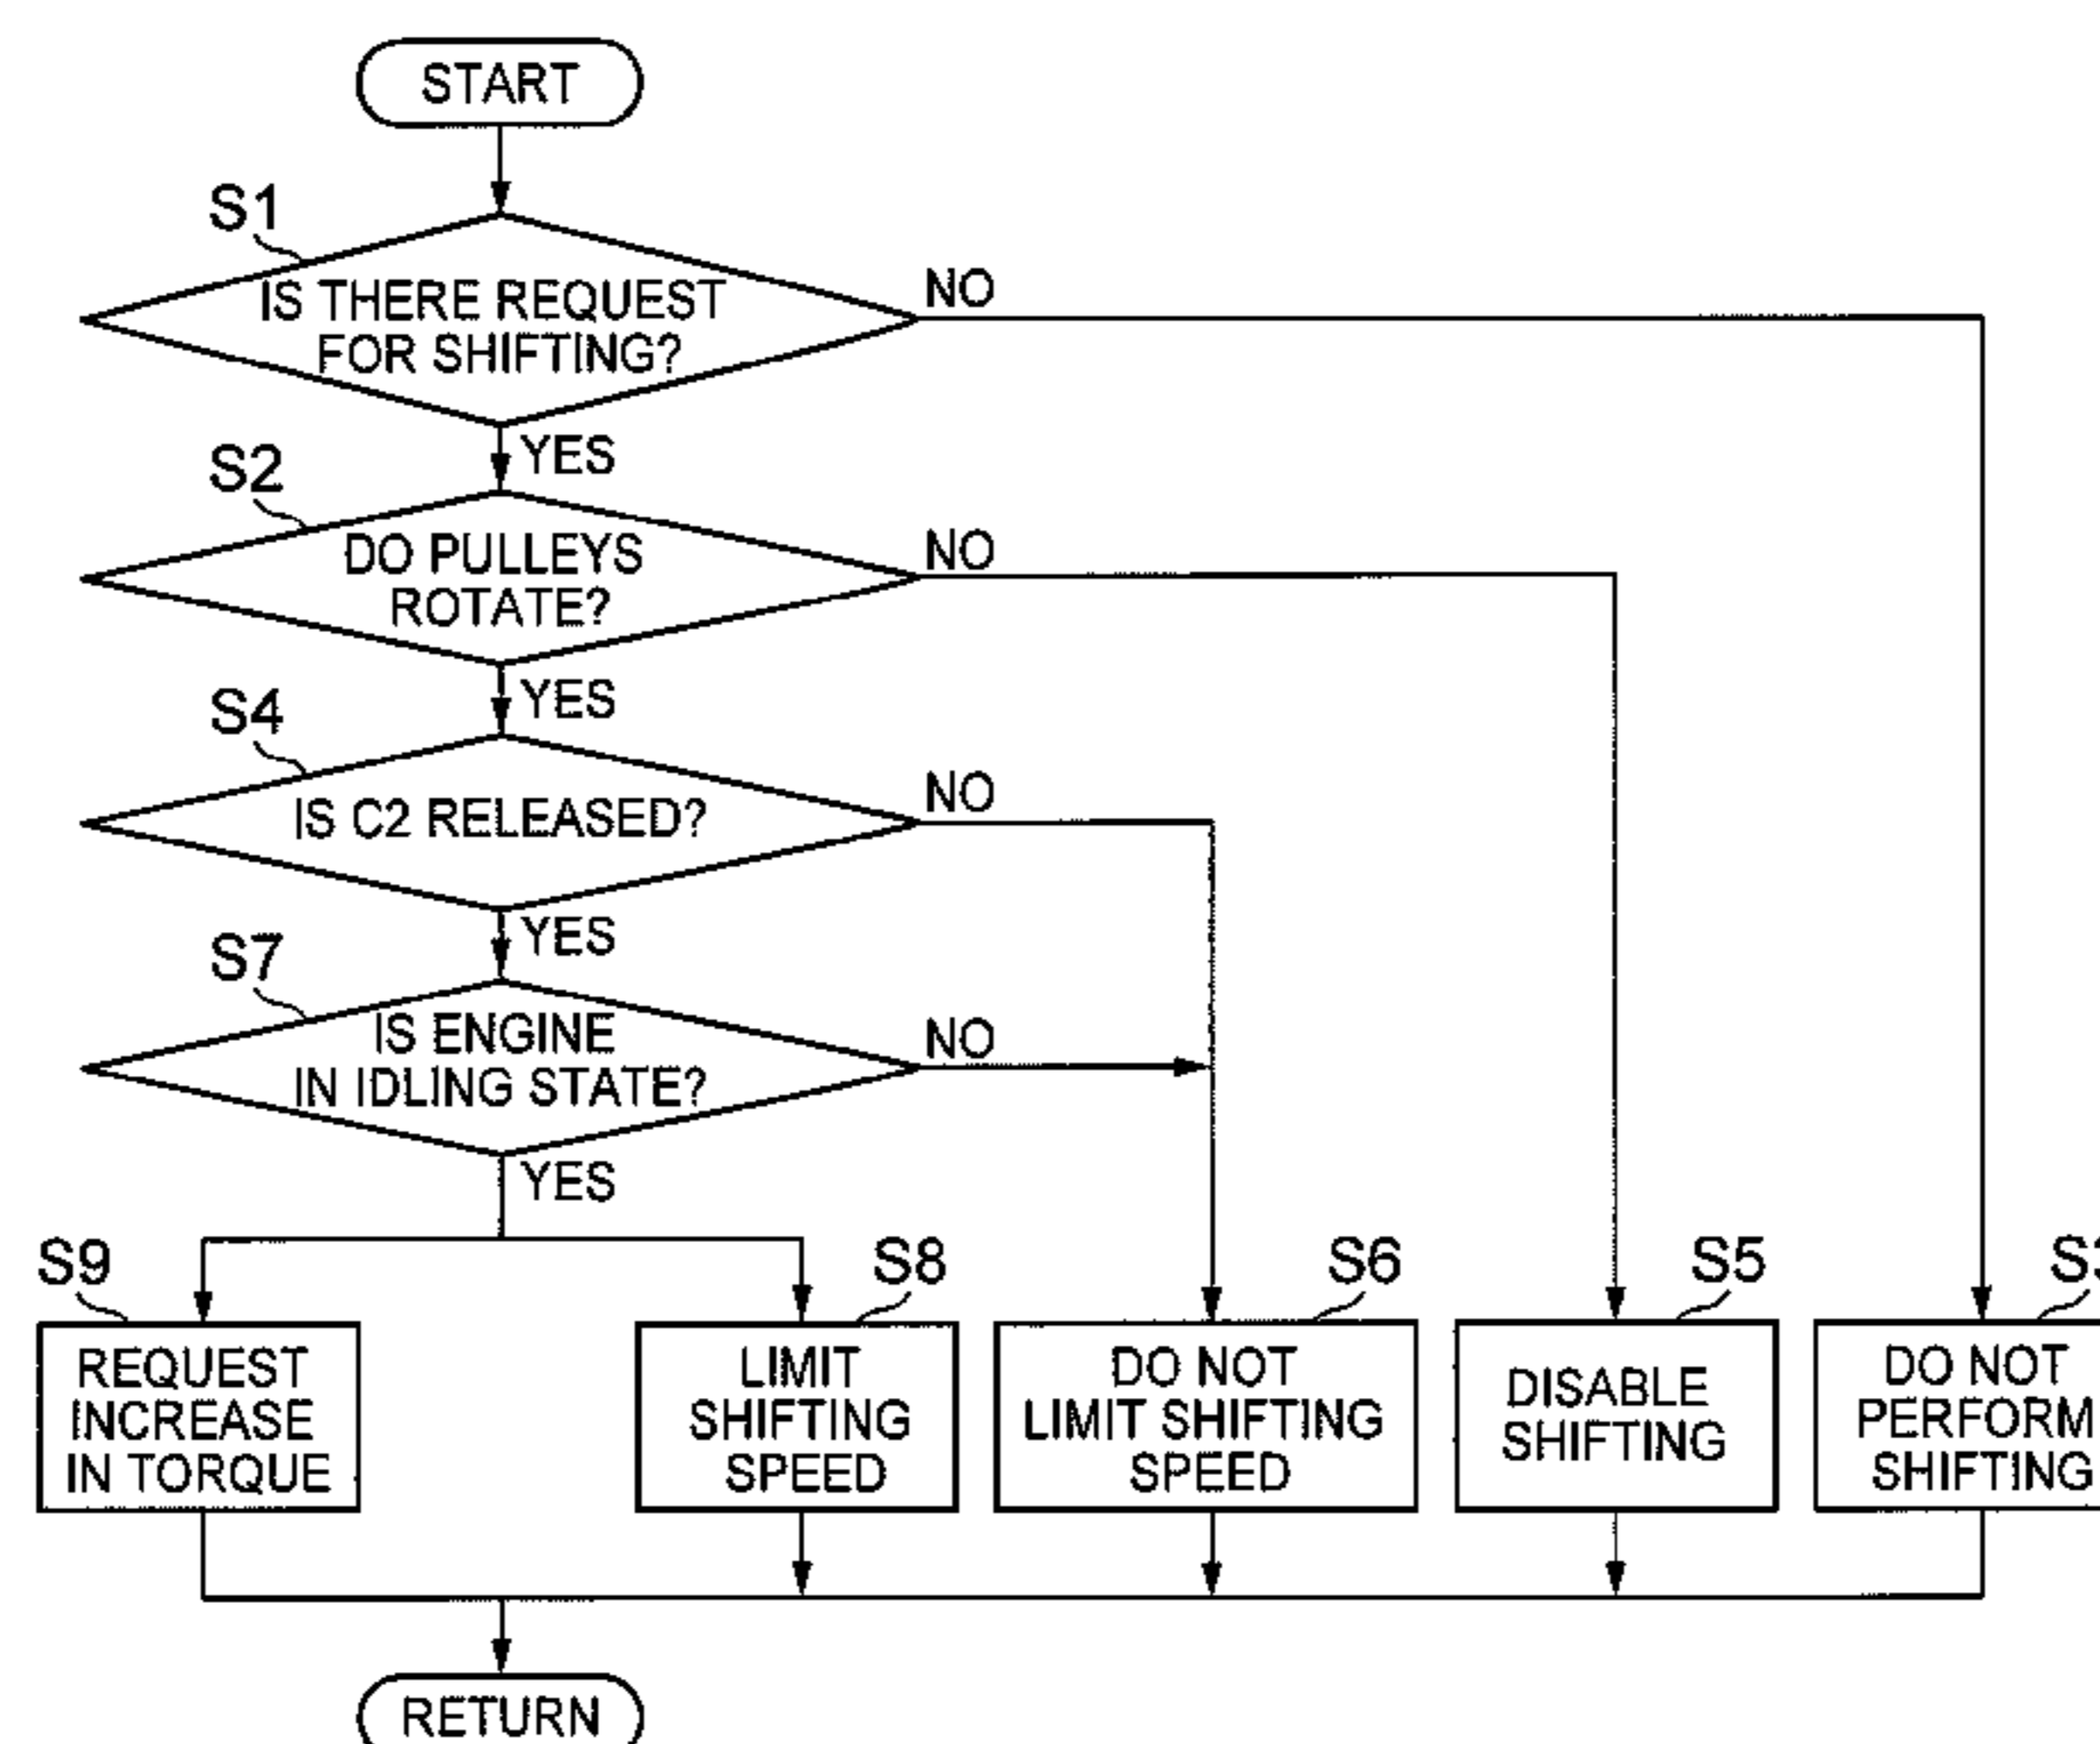 START
S1
IS THERE REQUEST
FOR SHIFTING?
NO
YES
S2
DO PULLEYS
ROTATE?
NO
YES
S4
IS C2 RELEASED?
NO
YES
S7
IS ENGINE
IN IDLING STATE?
NO
YES
S9
REQUEST
INCREASE
IN TORQUE
S8
LIMIT
SHIFTING
SPEED
S6
DO NOT
LIMIT SHIFTING
SPEED
S5
DISABLE
SHIFTING
S3
DO NOT
PERFORM
SHIFTING
RETURN